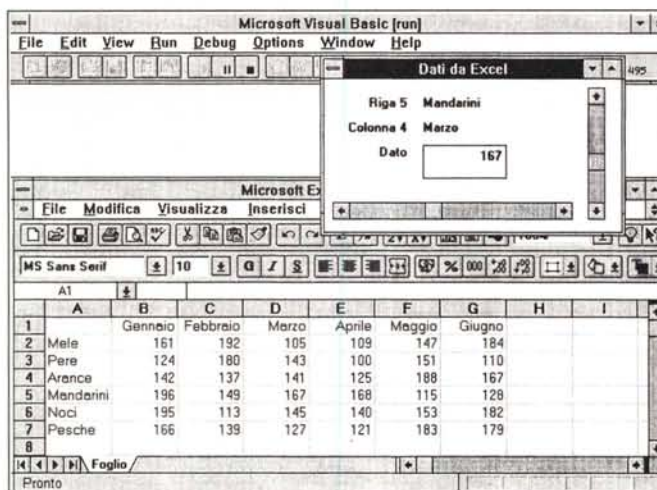 Microsoft Visual Basic [run]
File Edit View Run Debug Options Window Help
495
Dati da Excel
Riga 5 Mandarini
Colonna 4 Marzo
Dato 167
Microsoft Ex
File Modifica Visualizza Inserisci
MS Sans Serif 10 G I S % 000
A1
A B C D E F G H I
1 Gennaio Febbraio Marzo Aprile Maggio Giugno
2 Mele 161 192 105 109 147 184
3 Pere 124 180 143 100 151 110
4 Arance 142 137 141 125 188 167
5 Mandarini 196 149 167 168 115 128
6 Noci 195 113 145 140 153 182
7 Pesche 166 139 127 121 183 179
8
Foglio
Pronto